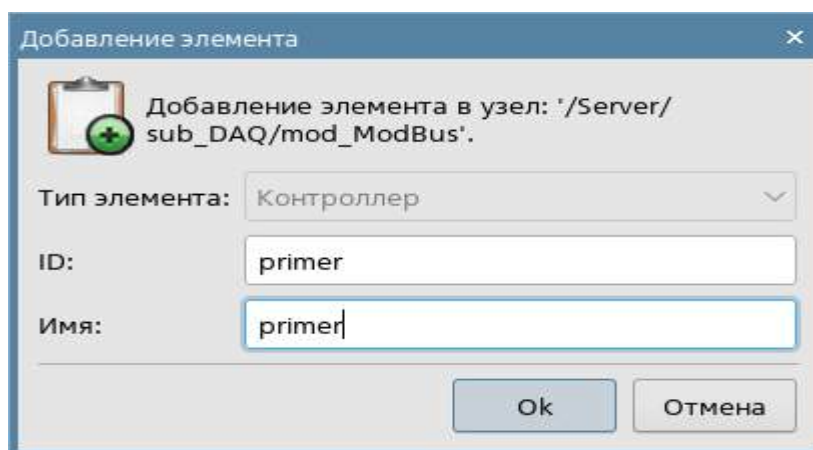 Добавление элемента
Добавление элемента в узел: '/Server/
sub_DAQ/mod_ModBus'.
Тип элемента: Контроллер
ID: primer
Имя: primer
Ok Отмена